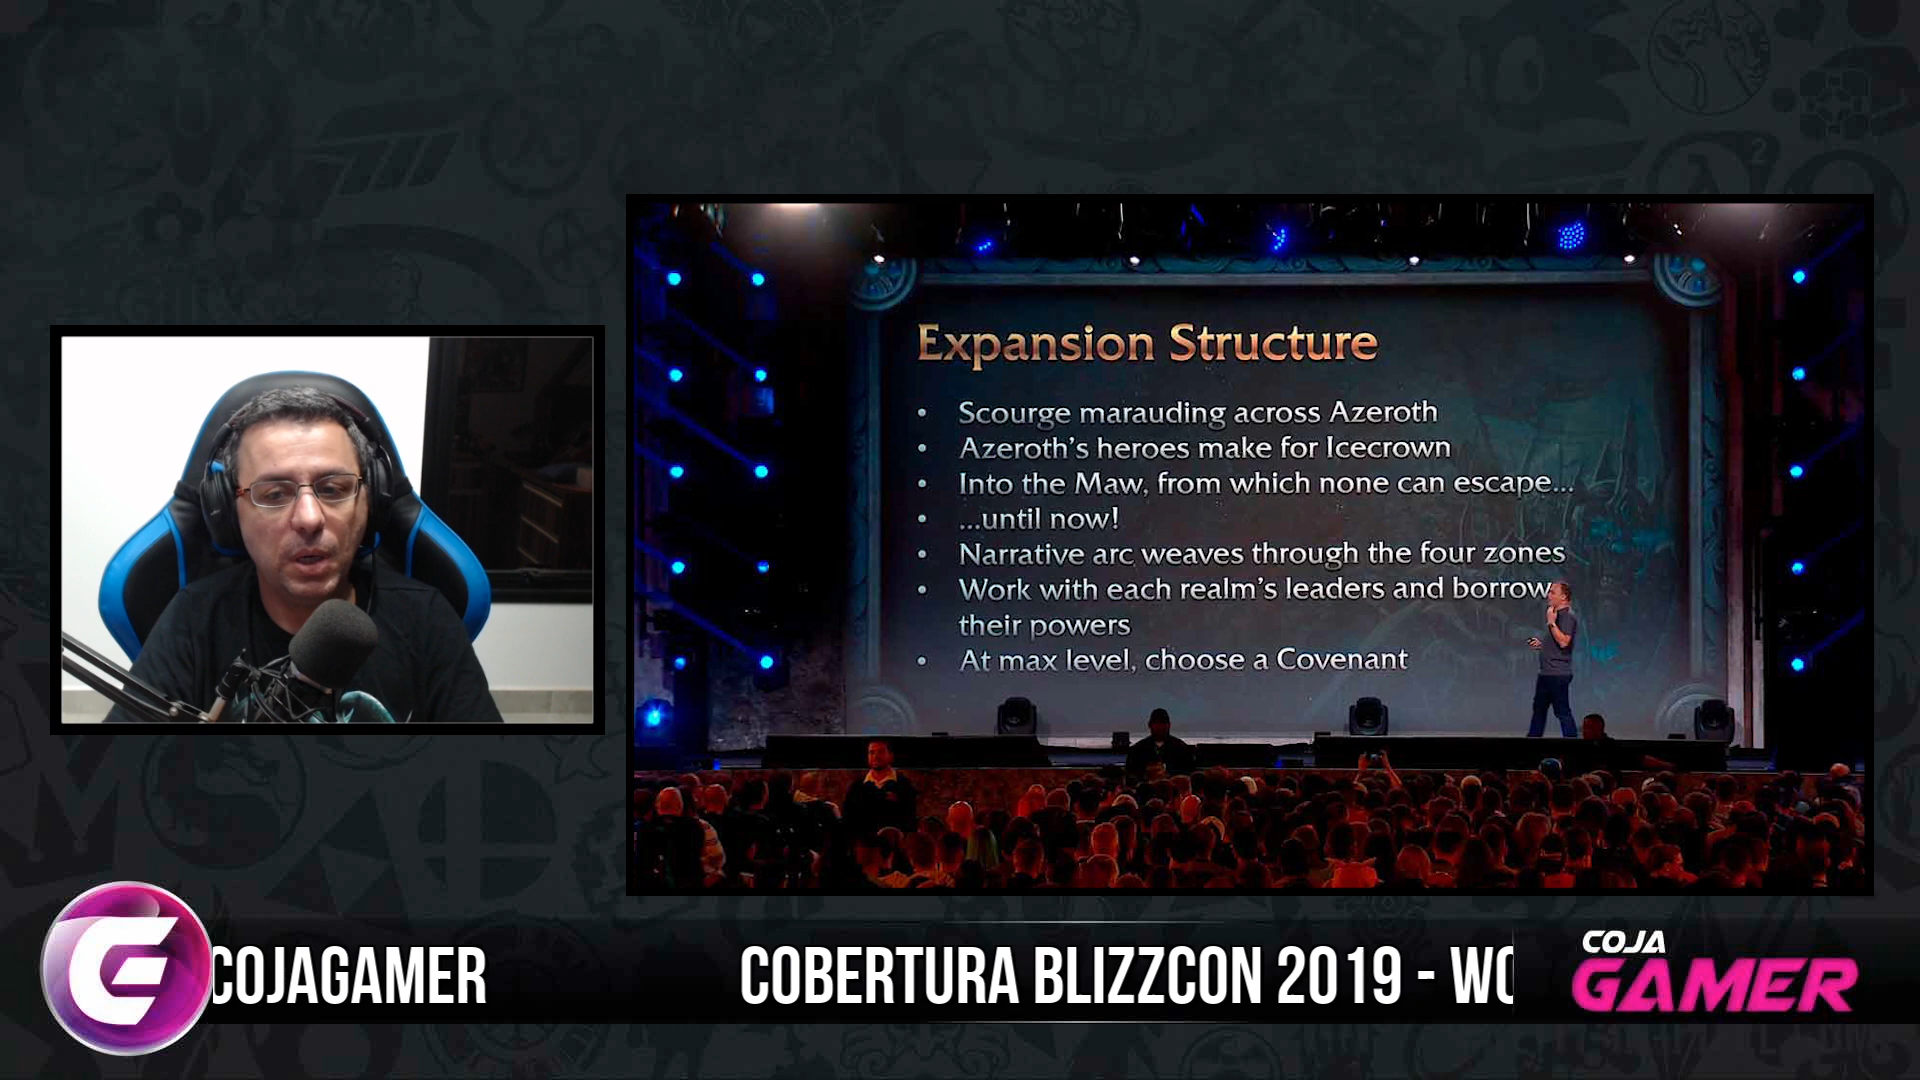 Expansion Structure
• Scourge marauding across Azeroth
• Azeroth's heroes make for Icecrown
• Into the Maw, from which none can escape...
• ...until now!
• Narrative arc weaves through the four zones
• Work with each realm's leaders and borrow
their powers
• At max level, choose a Covenant
COJAGAMER
COBERTURA BLIZZCON 2019 - WO
COJA
GAMER